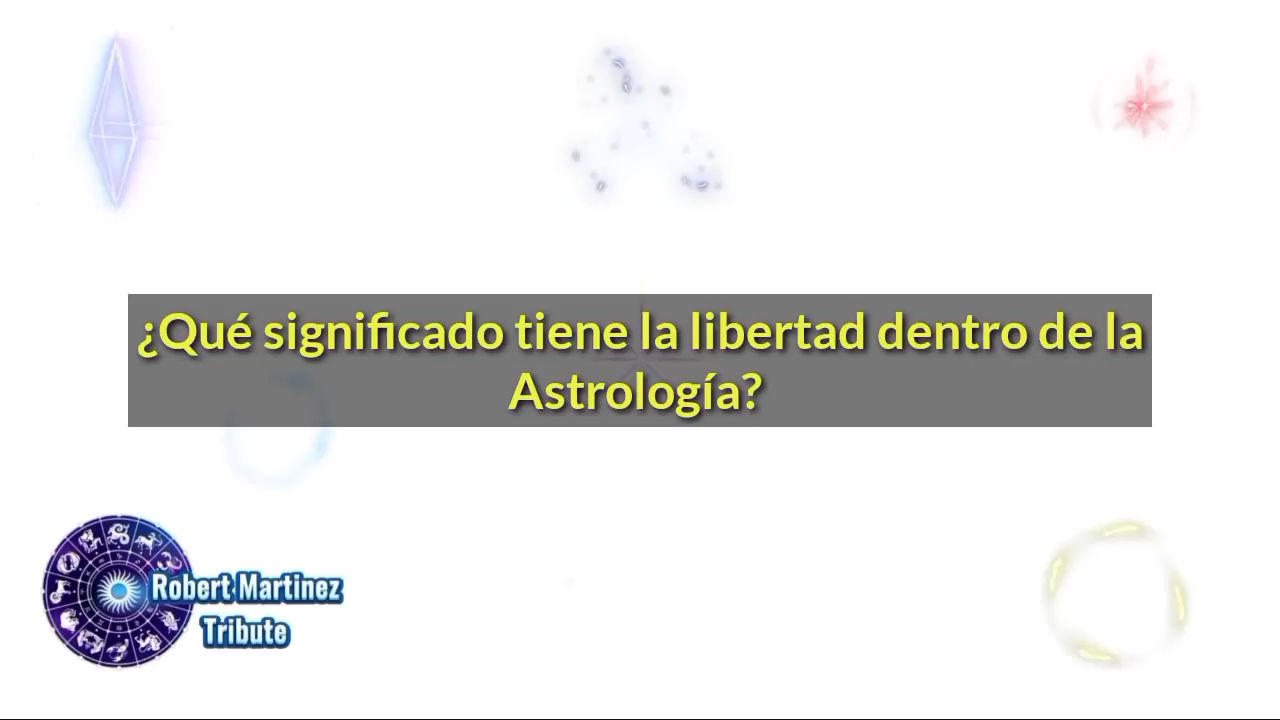 ¿Qué significado tiene la libertad dentro de la
Astrología?
Robert Martinez
Tribute